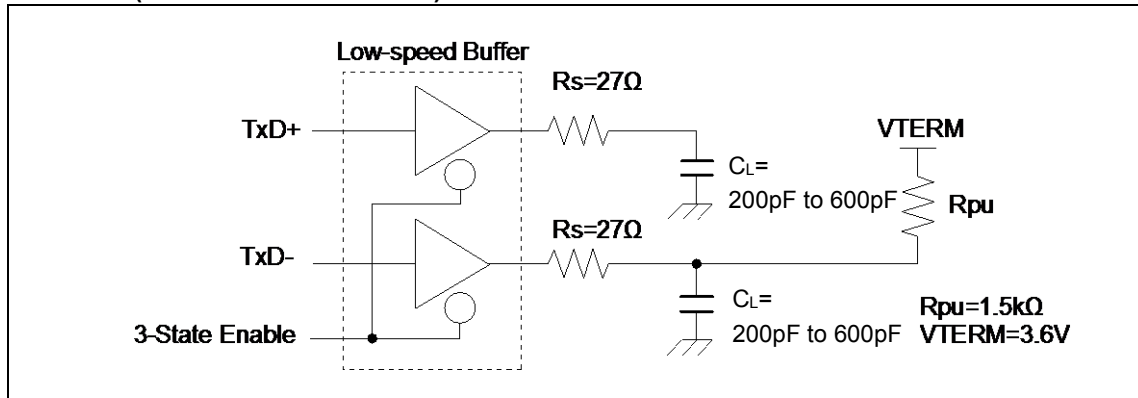 Low-speed Buffer
Rs=27Ω
TxD+
VTERM
CL=
200pF to 600pF
Rpu
Rs=27Ω
TxD-
CL=
200pF to 600pF
Rpu=1.5kΩ
VTERM=3.6V
3-State Enable